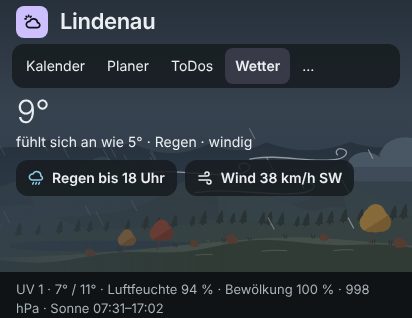 Lindenau
Kalender Planer ToDos Wetter ...
9°
fühlt sich an wie 5° · Regen · windig
Regen bis 18 Uhr Wind 38 km/h SW
UV 1 · 7° / 11° · Luftfeuchte 94 % · Bewölkung 100 % · 998
hPa · Sonne 07:31–17:02